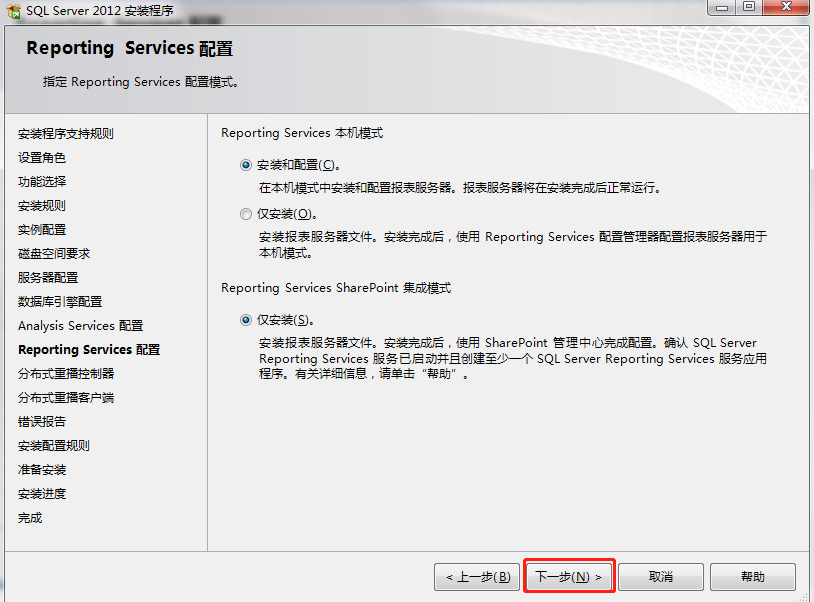 SQL Server 2012 安装程序
Reporting Services 配置
指定 Reporting Services 配置模式。
安装程序支持规则
设置角色
功能选择
安装规则
实例配置
磁盘空间要求
服务器配置
数据库引擎配置
Analysis Services 配置
Reporting Services 配置
分布式重播控制器
分布式重播客户端
错误报告
安装配置规则
准备安装
安装进度
完成
Reporting Services 本机模式
安装和配置(C)。
在本机模式中安装和配置报表服务器。报表服务器将在安装完成后正常运行。
仅安装(O)。
安装报表服务器文件。安装完成后，使用 Reporting Services 配置管理器配置报表服务器用于
本机模式。
Reporting Services SharePoint 集成模式
仅安装(S)。
安装报表服务器文件。安装完成后，使用 SharePoint 管理中心完成配置。确认 SQL Server
Reporting Services 服务已启动并且创建至少一个 SQL Server Reporting Services 服务应用
程序。有关详细信息，请单击“帮助”。
< 上一步(B)
下一步(N) >
取消
帮助